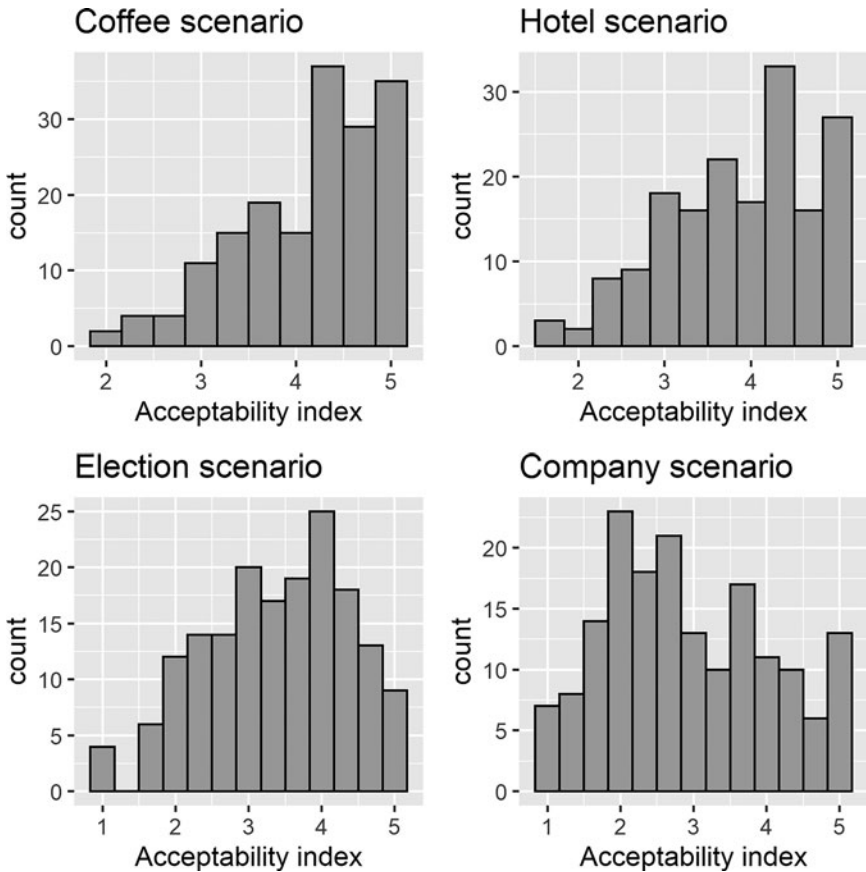 Coffee scenario
count
30
20
10
0
2 3 4 5
Acceptability index
Hotel scenario
count
30
20
10
0
2 3 4 5
Acceptability index
Election scenario
count
25
20
15
10
5
0
1 2 3 4 5
Acceptability index
Company scenario
count
20
15
10
5
0
1 2 3 4 5
Acceptability index